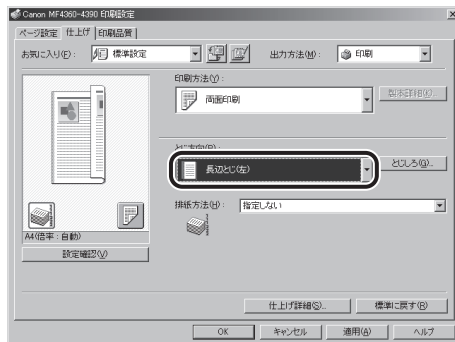 Canon MF4360-4390 印刷設定
ページ設定 仕上げ 印刷品質
お気に入り(F): 標準設定 出力方法(M): 印刷
印刷方法(Y):
両面印刷 製本詳細(K)...
とじ方向(B):
長辺とじ(左) とじしろ(G)...
排紙方法(H): 指定しない
A4(倍率:自動)
設定確認(V)
仕上げ詳細(S)... 標準に戻す(R)
OK キャンセル 適用(A) ヘルプ